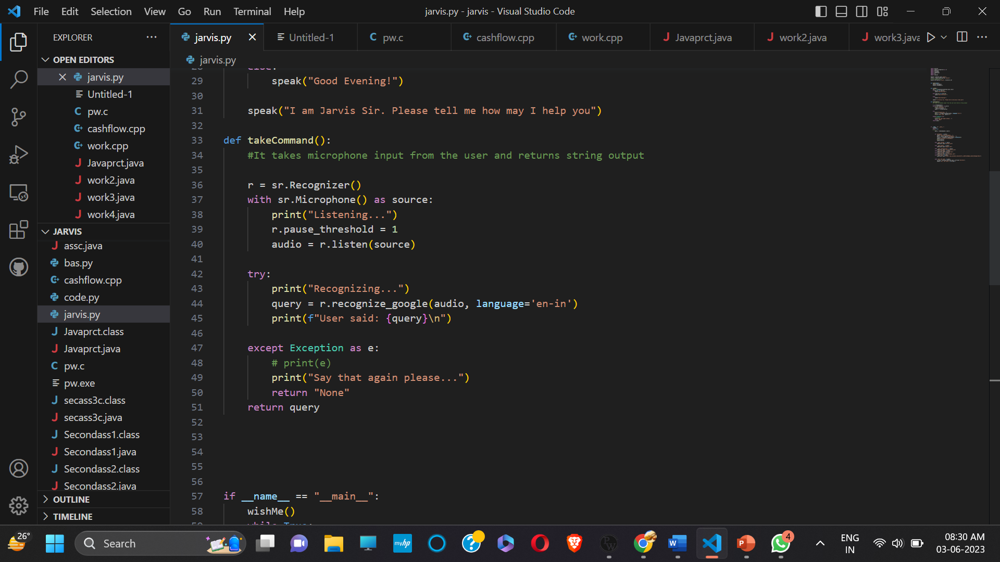 File Edit Selection View Go Run Terminal Help
jarvis.py - jarvis - Visual Studio Code
EXPLORER
jarvis.py
Untitled-1
pw.c
cashflow.cpp
work.cpp
Javaprct.java
work2.java
work3.java
OPEN EDITORS
jarvis.py
Untitled-1
pw.c
cashflow.cpp
work.cpp
Javaprct.java
work2.java
work3.java
work4.java
JARVIS
assc.java
bas.py
cashflow.cpp
code.py
jarvis.py
Javaprct.class
Javaprct.java
pw.c
pw.exe
secass3c.class
secass3c.java
Secondass1.class
Secondass1.java
Secondass2.class
Secondass2.java
OUTLINE
TIMELINE
jarvis.py
28 else:
29 speak("Good Evening!")
30
31 speak("I am Jarvis Sir. Please tell me how may I help you")
32
33 def takeCommand():
34 #It takes microphone input from the user and returns string output
35
36 r = sr.Recognizer()
37 with sr.Microphone() as source:
38 print("Listening...")
39 r.pause_threshold = 1
40 audio = r.listen(source)
41
42 try:
43 print("Recognizing...")
44 query = r.recognize_google(audio, language='en-in')
45 print(f"User said: {query}\n")
46
47 except Exception as e:
48 # print(e)
49 print("Say that again please...")
50 return "None"
51 return query
52
53
54
55
56
57 if __name__ == "__main__":
58 wishMe()
59 while True:
26°
Search
myhp
PW
W
P
4
ENG
IN
08:30 AM
03-06-2023